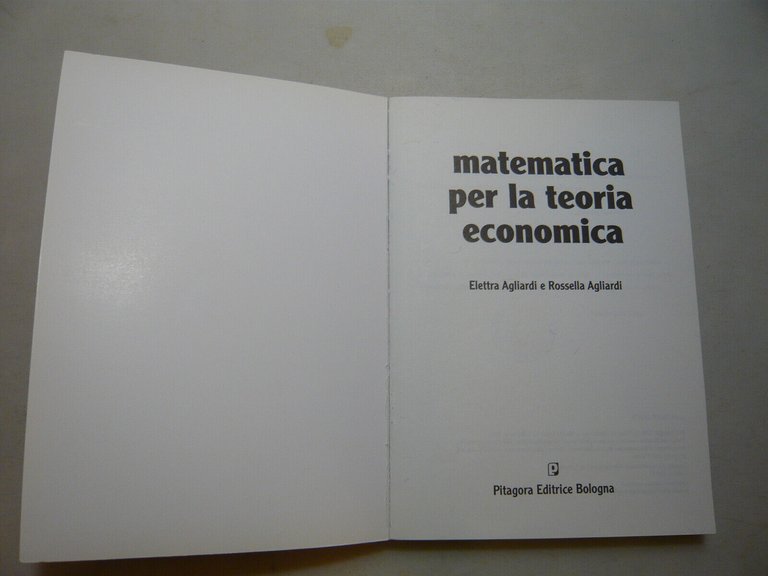 matematica
per la teoria
economica
Elettra Agliardi e Rossella Agliardi
Pitagora Editrice Bologna